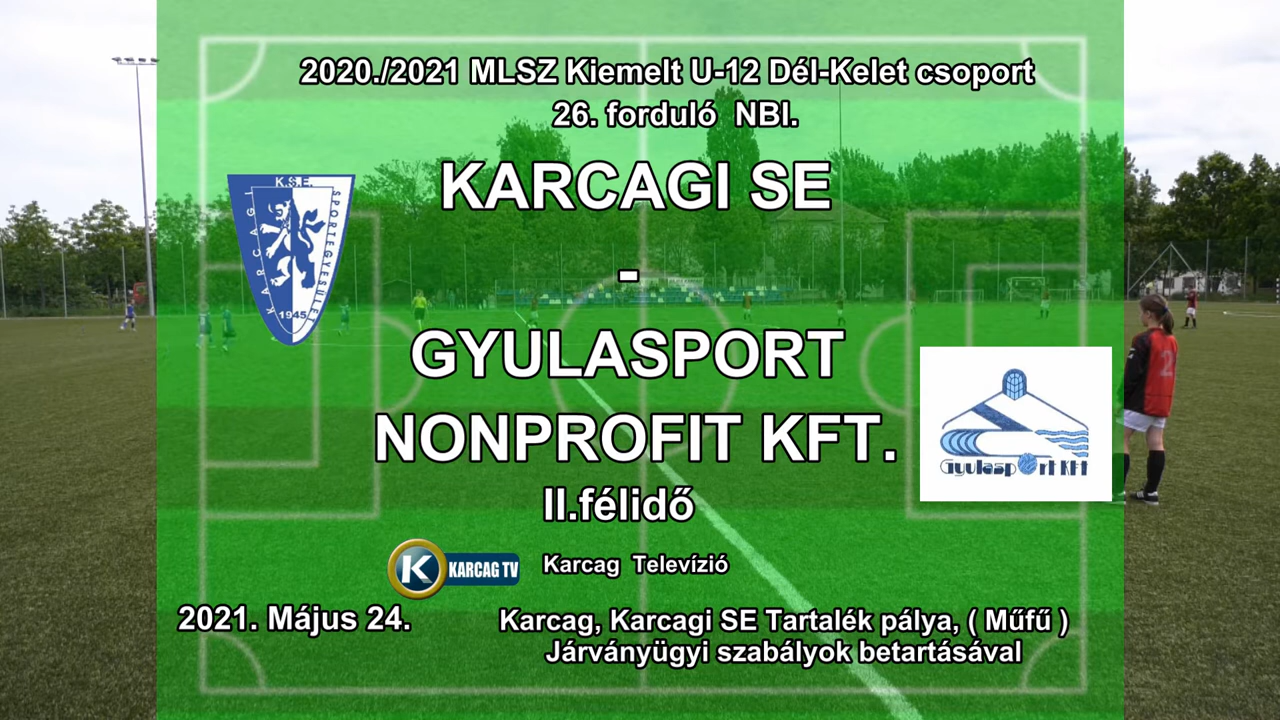 2020./2021 MLSZ Kiemelt U-12 Dél-Kelet csoport
26. forduló NBI.
K.S.E.
KARCAGI
SPORTEGYESÜLET
1945
KARCAGI SE
-
GYULASPORT
NONPROFIT KFT.
2
Gyulasport Kft
II.félidő
K KARCAG TV
Karcag Televízió
2021. Május 24.
Karcag, Karcagi SE Tartalék pálya, ( Műfű )
Járványügyi szabályok betartásával